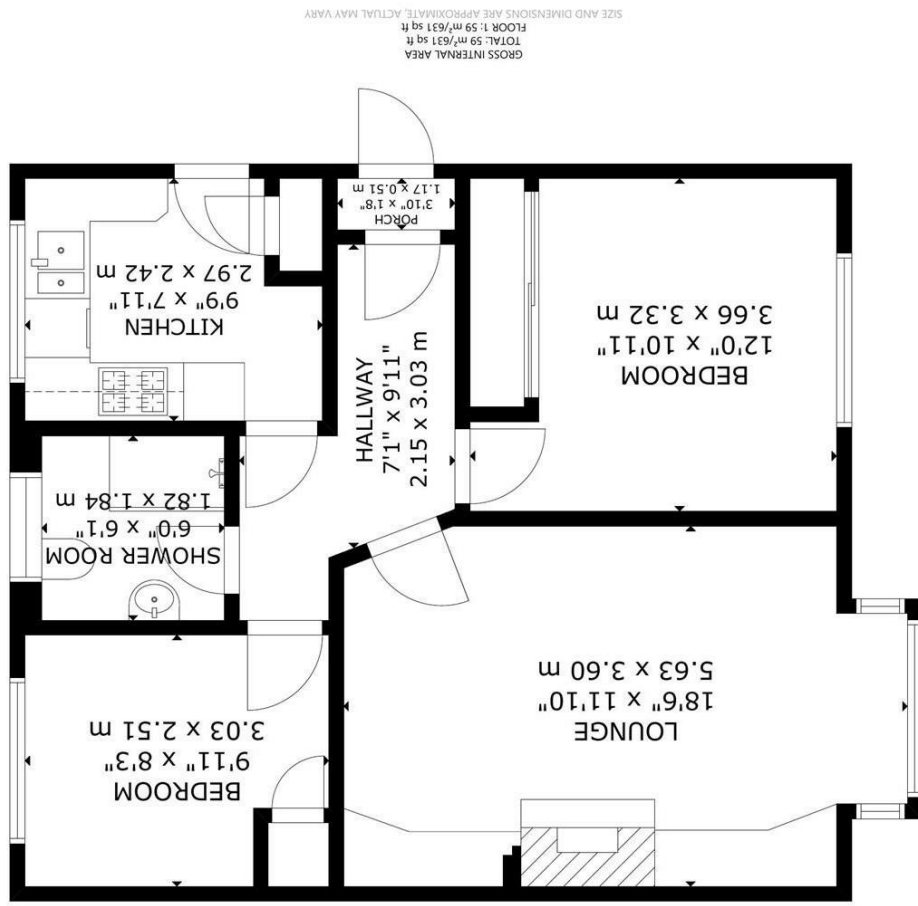 BEDROOM
9'11" x 8'3"
3.03 x 2.51 m
LOUNGE
18'6" x 11'10"
5.63 x 3.60 m
SHOWER ROOM
6'0" x 6'1"
1.82 x 1.84 m
HALLWAY
7'1" x 9'11"
2.15 x 3.03 m
BEDROOM
12'0" x 10'11"
3.66 x 3.32 m
KITCHEN
9'9" x 7'11"
2.97 x 2.42 m
PORCH
3'10" x 1'8"
1.17 x 0.51 m
GROSS INTERNAL AREA
TOTAL: 59 m²/631 sq ft
FLOOR 1: 59 m²/631 sq ft
SIZE AND DIMENSIONS ARE APPROXIMATE, ACTUAL MAY VARY